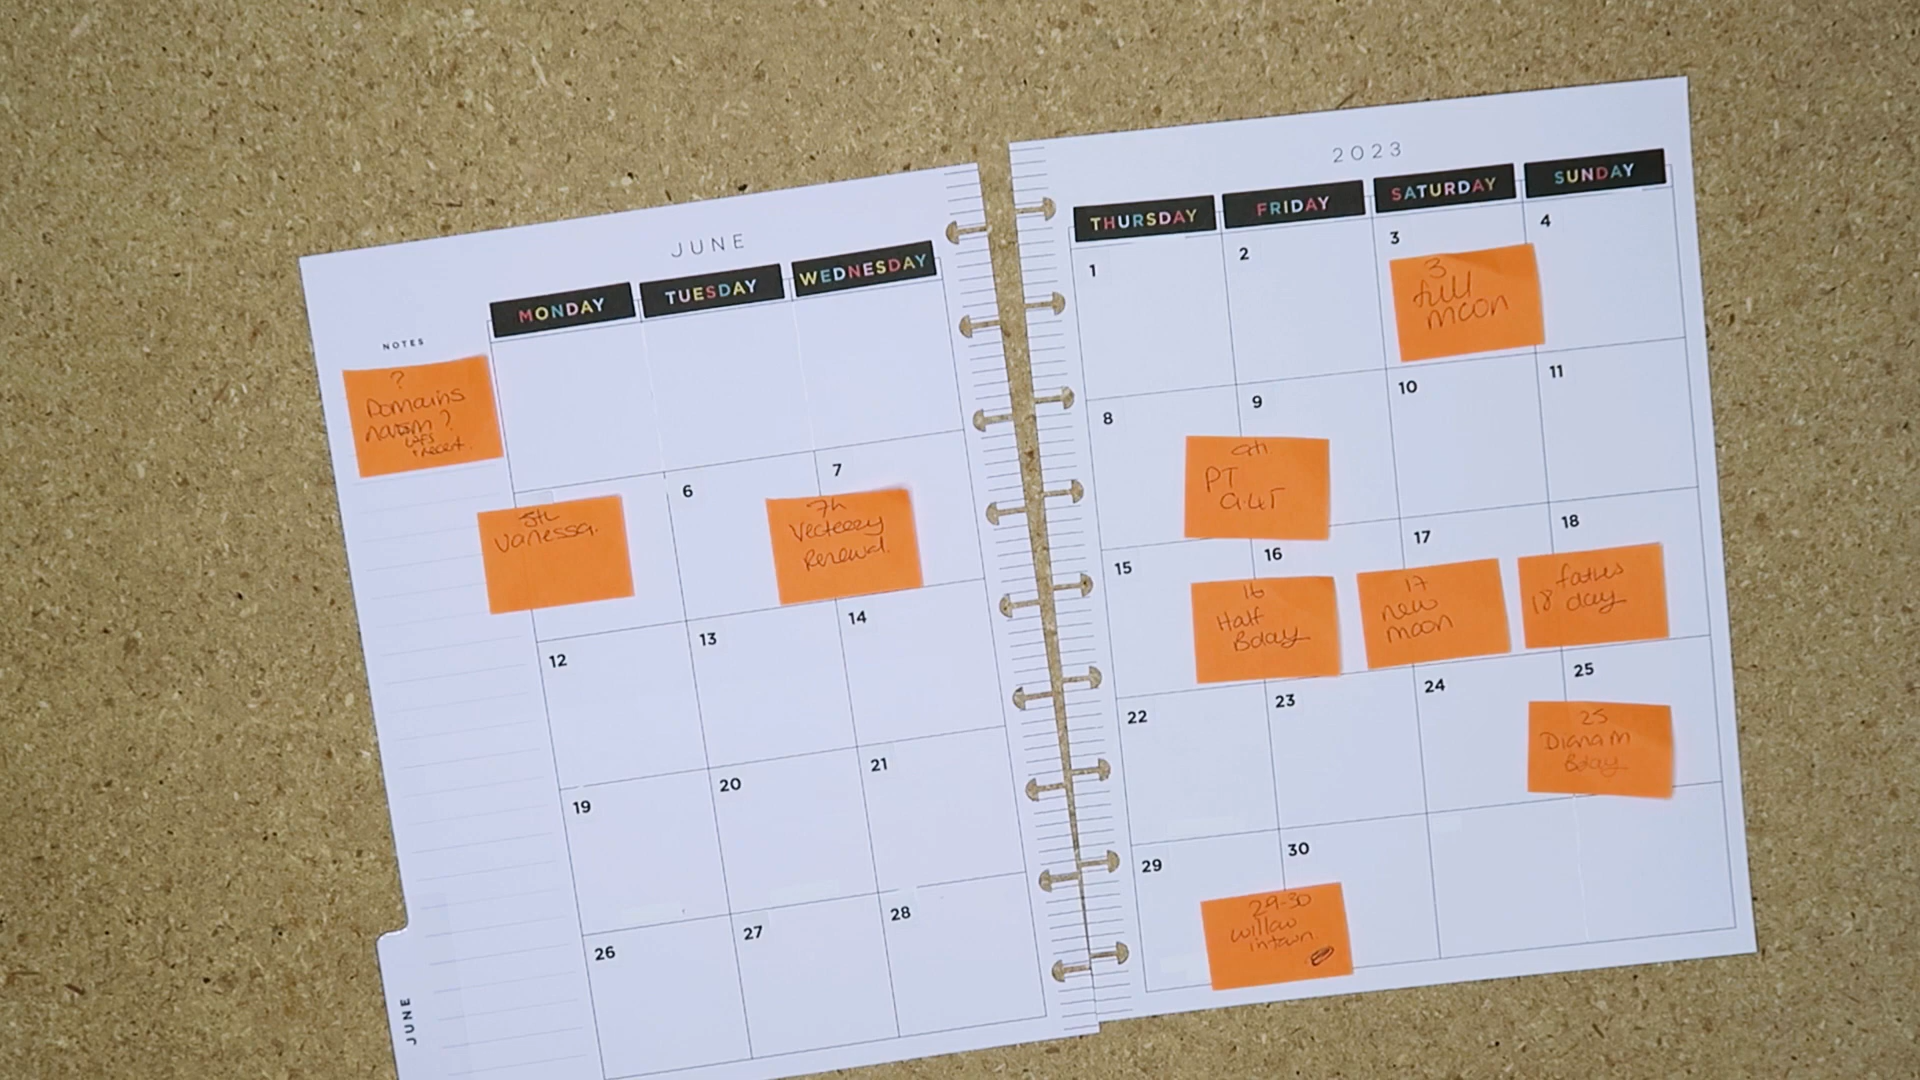 JUNE
2023
NOTES
MONDAY
TUESDAY
WEDNESDAY
THURSDAY
FRIDAY
SATURDAY
SUNDAY
1
2
3
4
3
full
moon
?
Domains
?
5th
Vanessa.
6
7
7th
Renewal.
8
9
9th
PT
10
11
12
13
14
15
16
16
Half
Bday
17
17
new
moon
18
18 day
19
20
21
22
23
24
25
25
Diana m
Bday
26
27
28
29
30
29-30
willow
in town.
JUNE